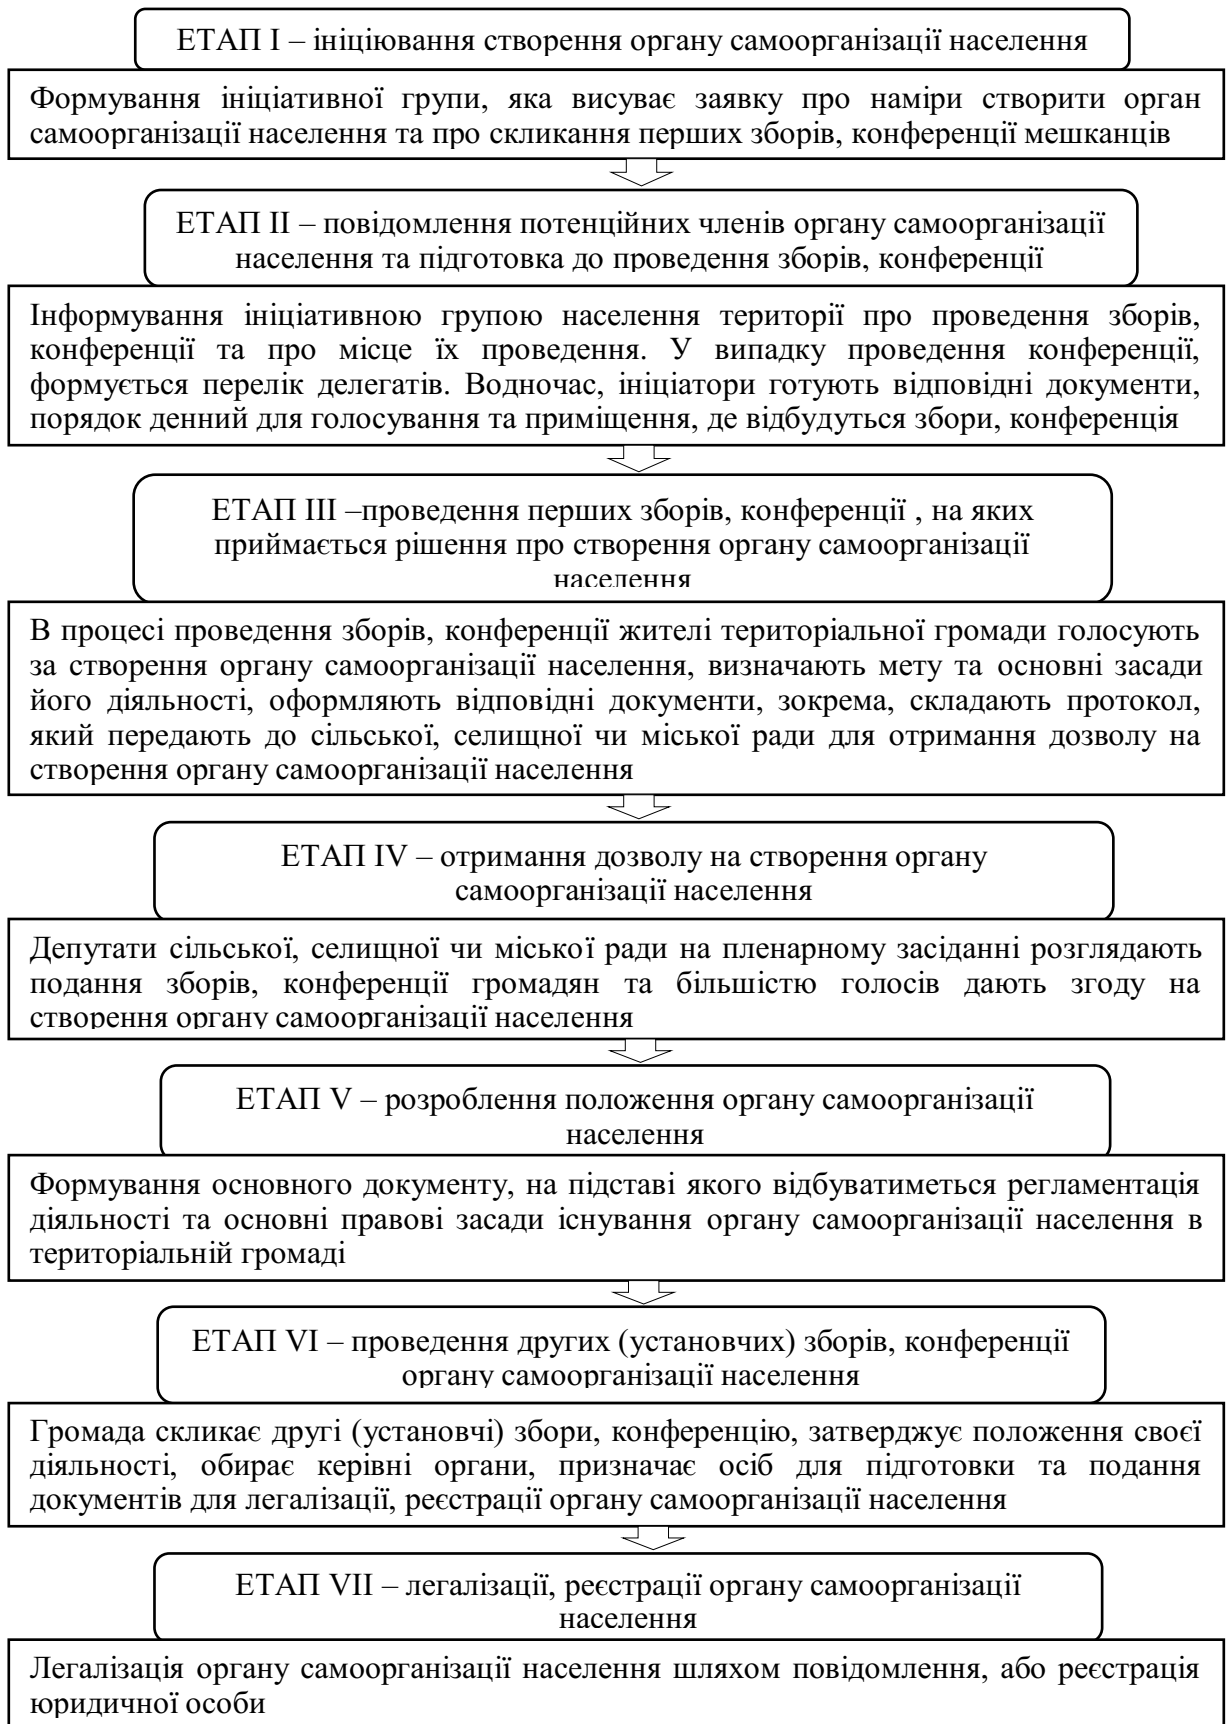 ЕТАП І – ініціювання створення органу самоорганізації населення
Формування ініціативної групи, яка висуває заявку про наміри створити орган
самоорганізації населення та про скликання перших зборів, конференції мешканців
ЕТАП ІІ – повідомлення потенційних членів органу самоорганізації
населення та підготовка до проведення зборів, конференції
Інформування ініціативною групою населення території про проведення зборів,
конференції та про місце їх проведення. У випадку проведення конференції,
формується перелік делегатів. Водночас, ініціатори готують відповідні документи,
порядок денний для голосування та приміщення, де відбудуться збори, конференція
ЕТАП ІІІ –проведення перших зборів, конференції , на яких
приймається рішення про створення органу самоорганізації
населення
В процесі проведення зборів, конференції жителі територіальної громади голосують
за створення органу самоорганізації населення, визначають мету та основні засади
його діяльності, оформляють відповідні документи, зокрема, складають протокол,
який передають до сільської, селищної чи міської ради для отримання дозволу на
створення органу самоорганізації населення
ЕТАП IV – отримання дозволу на створення органу
самоорганізації населення
Депутати сільської, селищної чи міської ради на пленарному засіданні розглядають
подання зборів, конференції громадян та більшістю голосів дають згоду на
створення органу самоорганізації населення
ЕТАП V – розроблення положення органу самоорганізації
населення
Формування основного документу, на підставі якого відбуватиметься регламентація
діяльності та основні правові засади існування органу самоорганізації населення в
територіальній громаді
ЕТАП VI – проведення других (установчих) зборів, конференції
органу самоорганізації населення
Громада скликає другі (установчі) збори, конференцію, затверджує положення своєї
діяльності, обирає керівні органи, призначає осіб для підготовки та подання
документів для легалізації, реєстрації органу самоорганізації населення
ЕТАП VII – легалізації, реєстрації органу самоорганізації
населення
Легалізація органу самоорганізації населення шляхом повідомлення, або реєстрація
юридичної особи